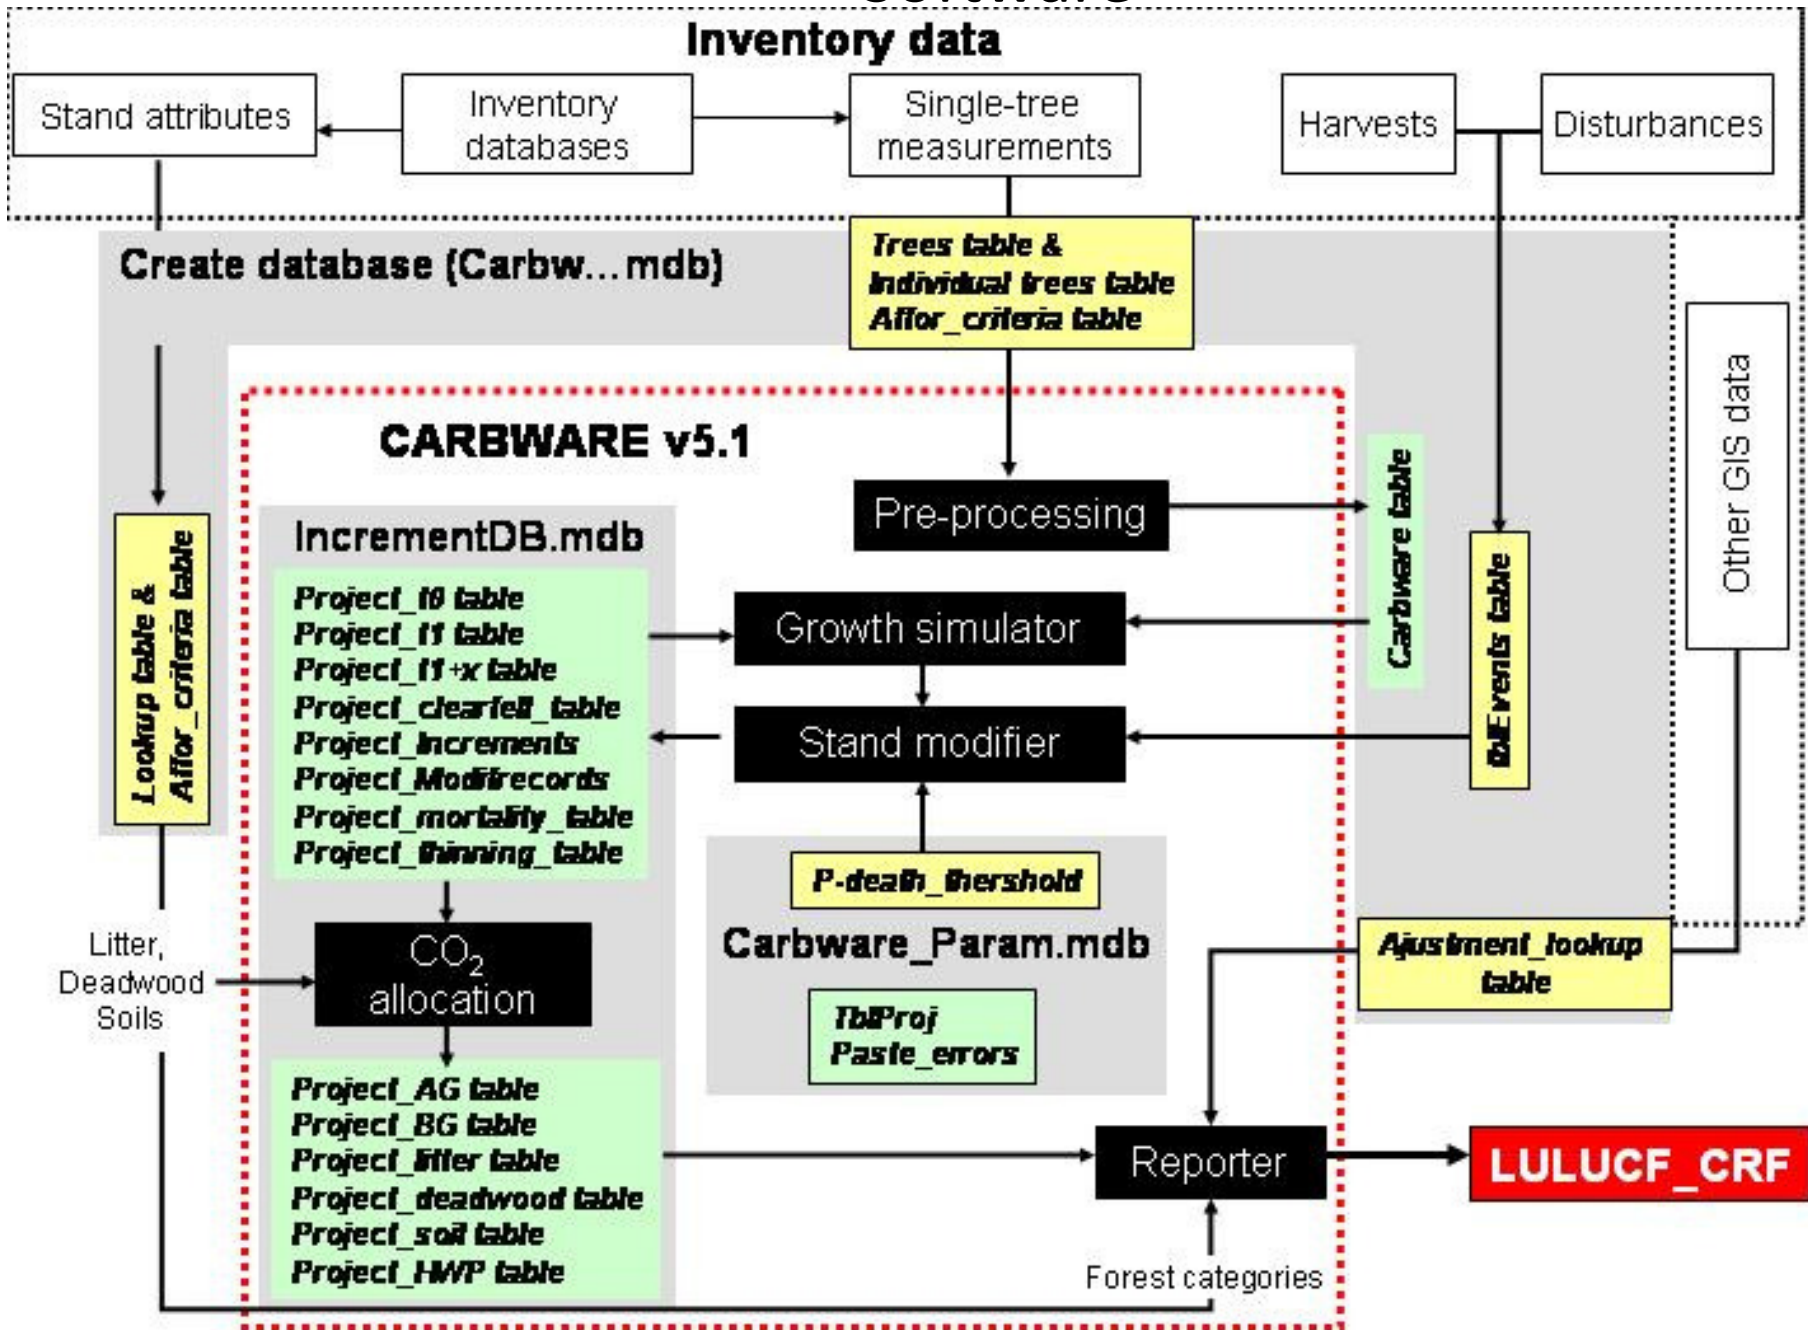 Inventory data
Stand attributes
Inventory
databases
Single-tree
measurements
Harvests
Disturbances
Create database (Carbw...mdb)
Trees table &
Individual trees table
Affor_criteria table
Other GIS data
CARBWARE v5.1
Pre-processing
Carbware table
tblEvents table
Lookup table &
Affor_criteria table
IncrementDB.mdb
Project_t0 table
Project_t1 table
Project_t1+x table
Project_clearfell_table
Project_Increments
Project_Modifrecords
Project_mortality_table
Project_thinning_table
Growth simulator
Stand modifier
P-death_thershold
Carbware_Param.mdb
TblProj
Paste_errors
Ajustment_lookup
table
Litter,
Deadwood
Soils
CO₂
allocation
Project_AG table
Project_BG table
Project_litter table
Project_deadwood table
Project_soil table
Project_HWP table
Reporter
LULUCF_CRF
Forest categories